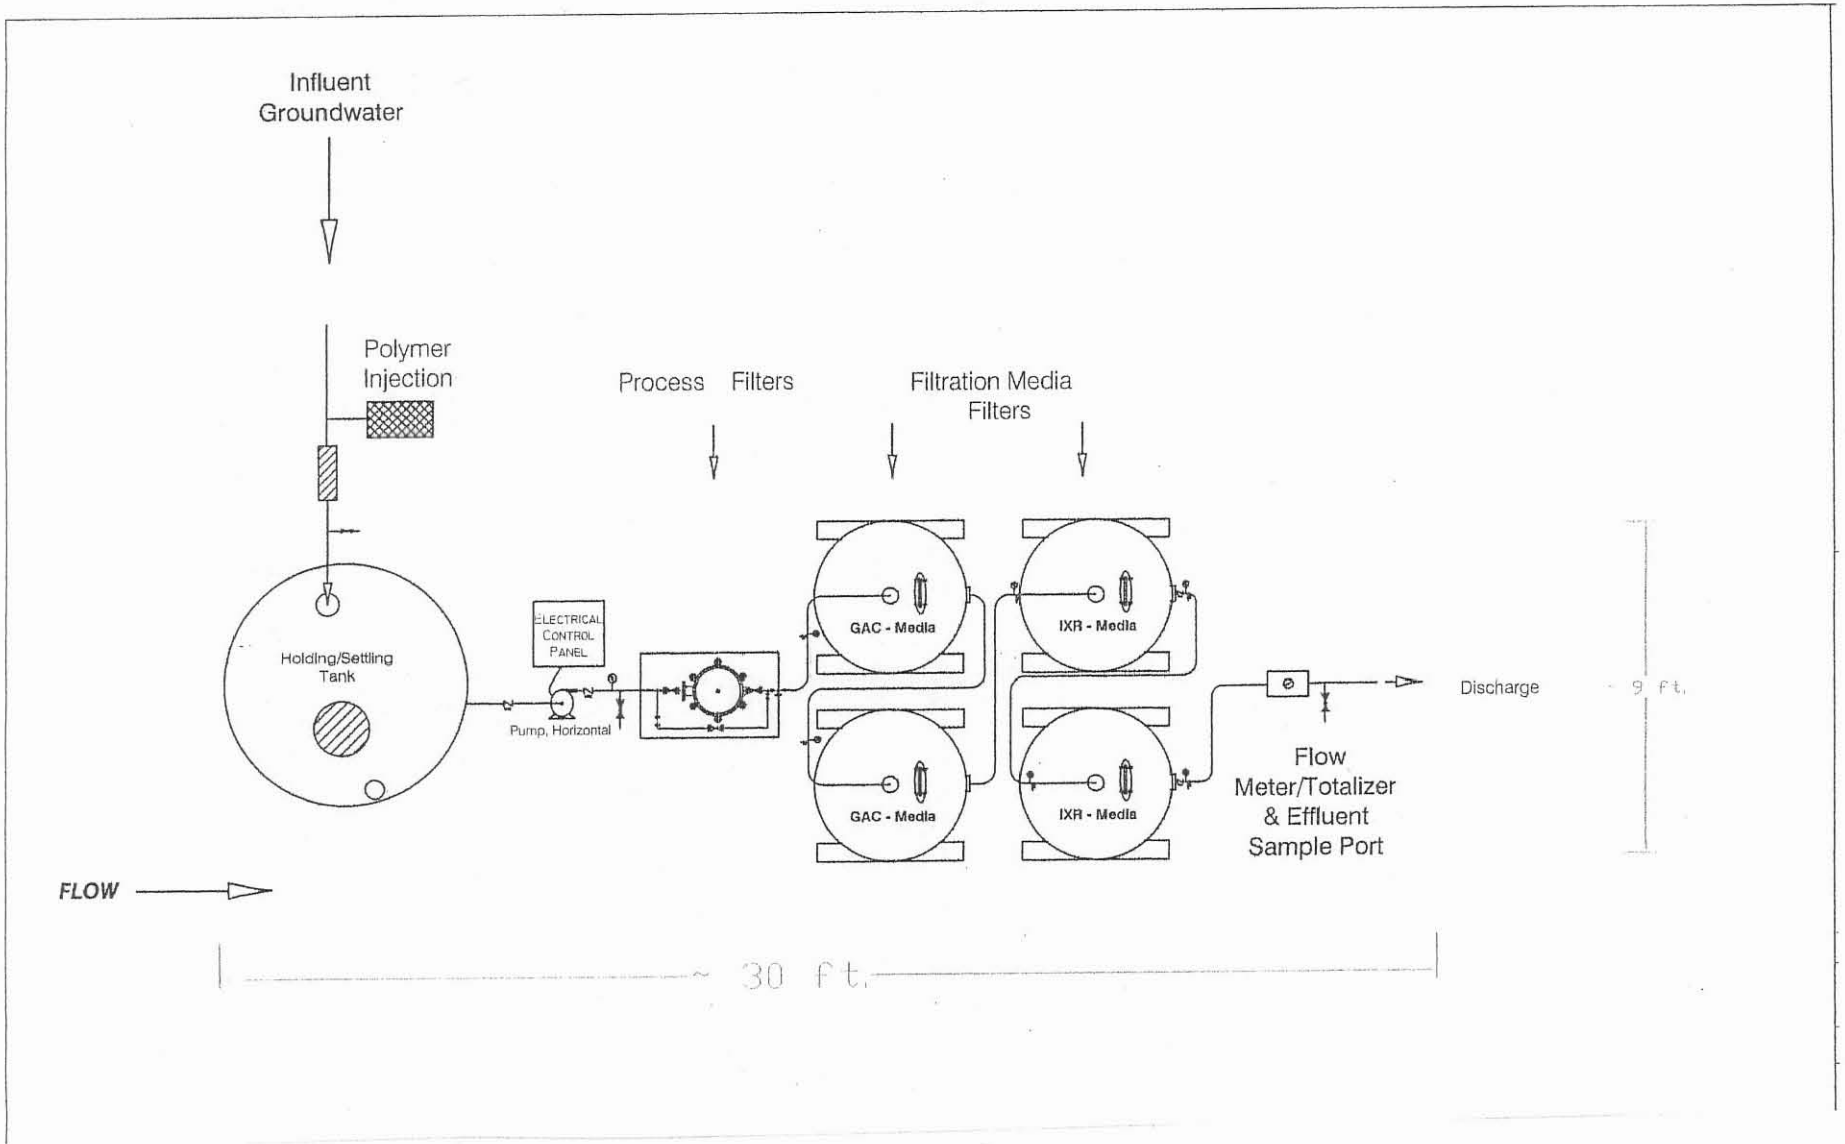 Influent
Groundwater
Polymer
Injection
Process Filters
Filtration Media
Filters
ELECTRICAL
CONTROL
PANEL
Holding/Settling
Tank
Pump, Horizontal
GAC - Media
IXR - Media
GAC - Media
IXR - Media
Discharge
~ 9 ft.
Flow
Meter/Totalizer
& Effluent
Sample Port
FLOW
~ 30 ft.